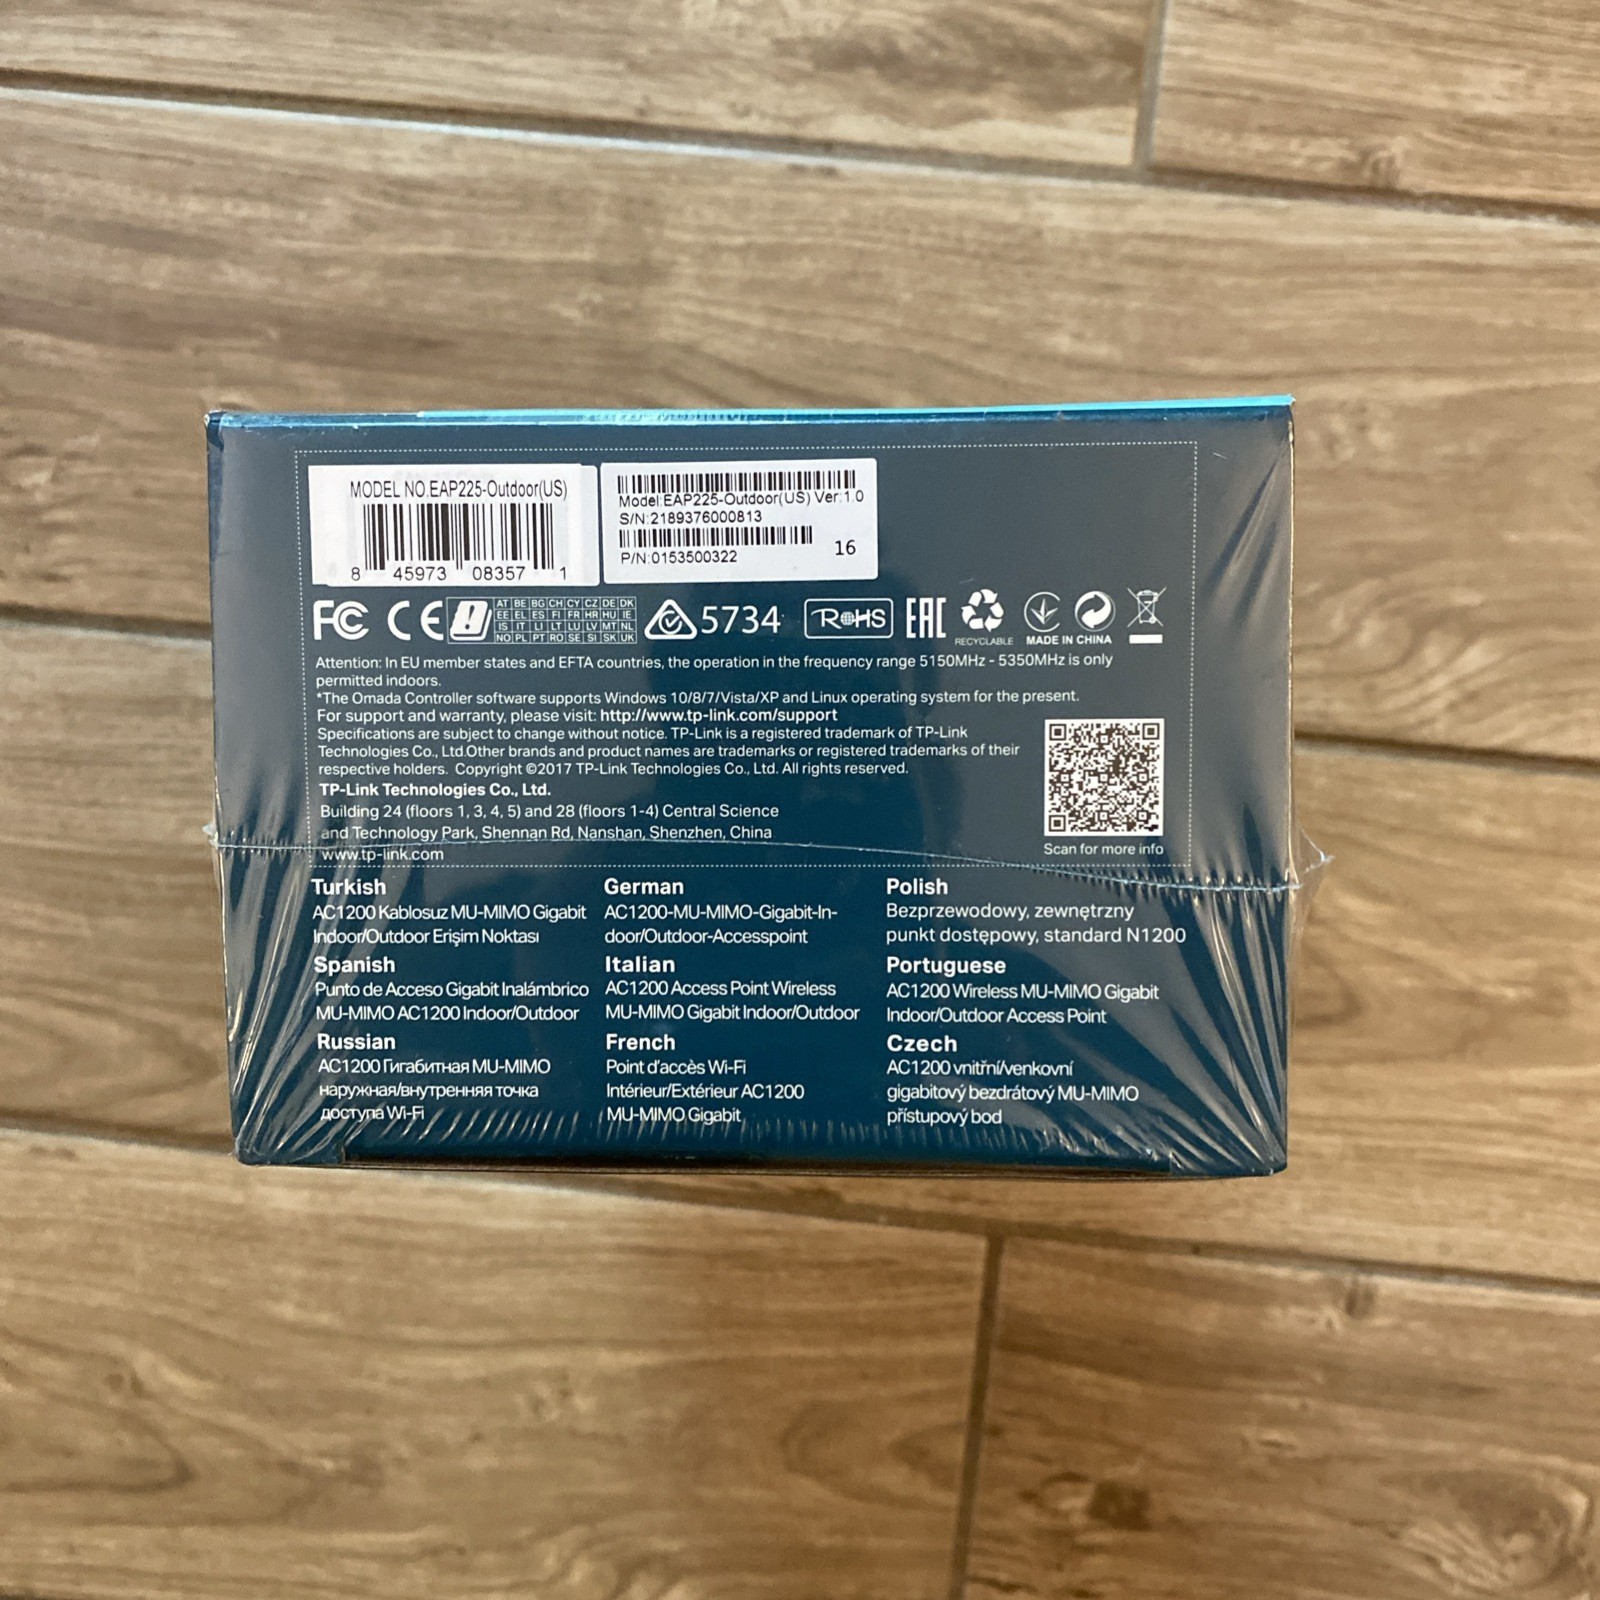 MODEL NO.EAP225-Outdoor(US)
8 45973 08357 1
Model:EAP225-Outdoor(US) Ver:1.0
S/N:2189376000813
P/N:0153500322
16
FC CE
AT BE BG CH CY CZ DE DK
EE EL ES FI FR HR HU IE
IS IT LI LT LU LV MT NL
NO PL PT RO SE SI SK UK
5734
RoHS
EAC
RECYCLABLE
MADE IN CHINA
Attention: In EU member states and EFTA countries, the operation in the frequency range 5150MHz - 5350MHz is only
permitted indoors.
*The Omada Controller software supports Windows 10/8/7/Vista/XP and Linux operating system for the present.
For support and warranty, please visit: http://www.tp-link.com/support
Specifications are subject to change without notice. TP-Link is a registered trademark of TP-Link
Technologies Co., Ltd.Other brands and product names are trademarks or registered trademarks of their
respective holders. Copyright ©2017 TP-Link Technologies Co., Ltd. All rights reserved.
TP-Link Technologies Co., Ltd.
Building 24 (floors 1, 3, 4, 5) and 28 (floors 1-4) Central Science
and Technology Park, Shennan Rd, Nanshan, Shenzhen, China
www.tp-link.com
Scan for more info
Turkish
AC1200 Kablosuz MU-MIMO Gigabit
Indoor/Outdoor Erişim Noktası
German
AC1200-MU-MIMO-Gigabit-In-
door/Outdoor-Accesspoint
Polish
Bezprzewodowy, zewnętrzny
punkt dostępowy, standard N1200
Spanish
Punto de Acceso Gigabit Inalámbrico
MU-MIMO AC1200 Indoor/Outdoor
Italian
AC1200 Access Point Wireless
MU-MIMO Gigabit Indoor/Outdoor
Portuguese
AC1200 Wireless MU-MIMO Gigabit
Indoor/Outdoor Access Point
Russian
AC1200 Гигабитная MU-MIMO
наружная/внутренняя точка
доступа Wi-Fi
French
Point d'accès Wi-Fi
Intérieur/Extérieur AC1200
MU-MIMO Gigabit
Czech
AC1200 vnitřní/venkovní
gigabitový bezdrátový MU-MIMO
přístupový bod